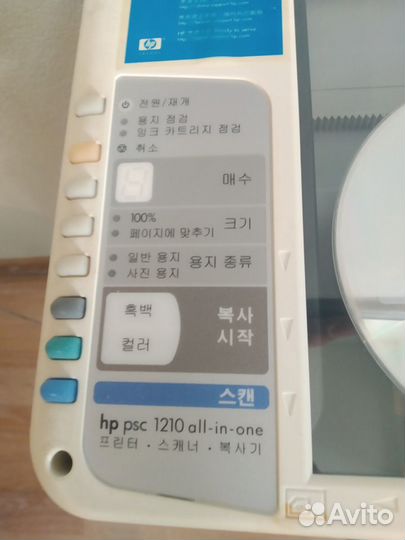 hp
전원/재개
용지 점검
잉크 카트리지 점검
취소
매수
100%
페이지에 맞추기
크기
일반 용지
사진 용지
용지 종류
흑백
컬러
복사
시작
스캔
hp psc 1210 all-in-one
프린터 · 스캐너 · 복사기
Avito